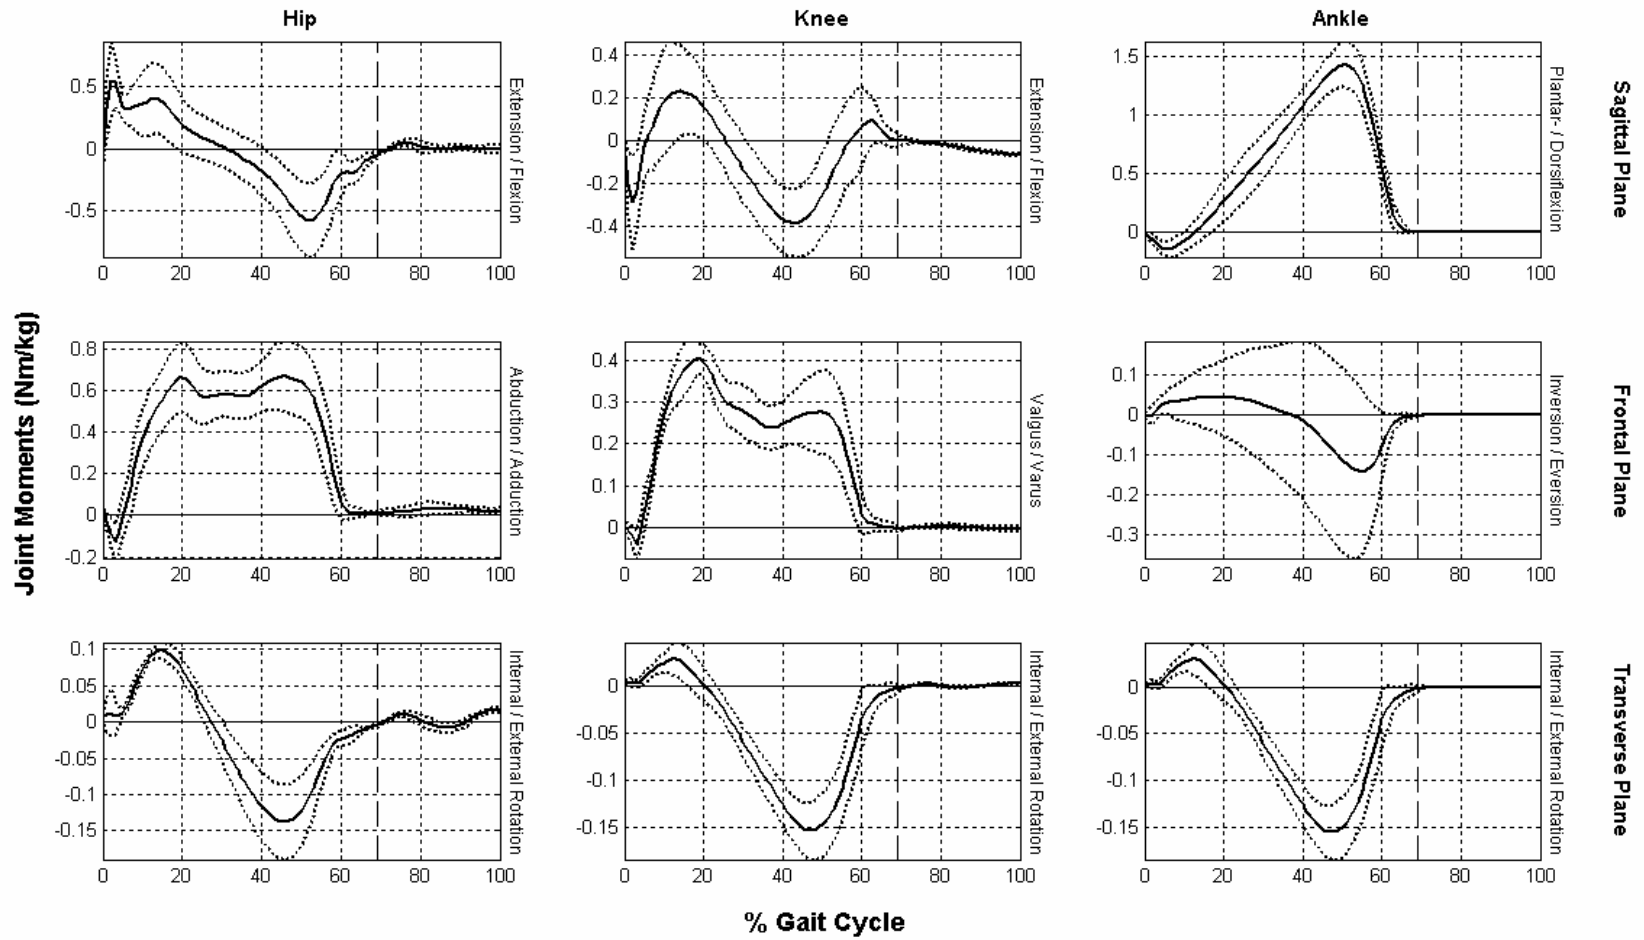 Hip
Knee
Ankle
0.5
0
-0.5
0 20 40 60 80 100
Extension / Flexion
0.4
0.2
0
-0.2
-0.4
0 20 40 60 80 100
Extension / Flexion
1.5
1
0.5
0
0 20 40 60 80 100
Plantar- / Dorsiflexion
Sagittal Plane
Joint Moments (Nm/kg)
0.8
0.6
0.4
0.2
0
-0.2
0 20 40 60 80 100
Abduction / Adduction
0.4
0.3
0.2
0.1
0
0 20 40 60 80 100
Valgus / Varus
0.1
0
-0.1
-0.2
-0.3
0 20 40 60 80 100
Inversion / Eversion
Frontal Plane
0.1
0.05
0
-0.05
-0.1
-0.15
0 20 40 60 80 100
Internal / External Rotation
0
-0.05
-0.1
-0.15
0 20 40 60 80 100
Internal / External Rotation
0
-0.05
-0.1
-0.15
0 20 40 60 80 100
Internal / External Rotation
Transverse Plane
% Gait Cycle